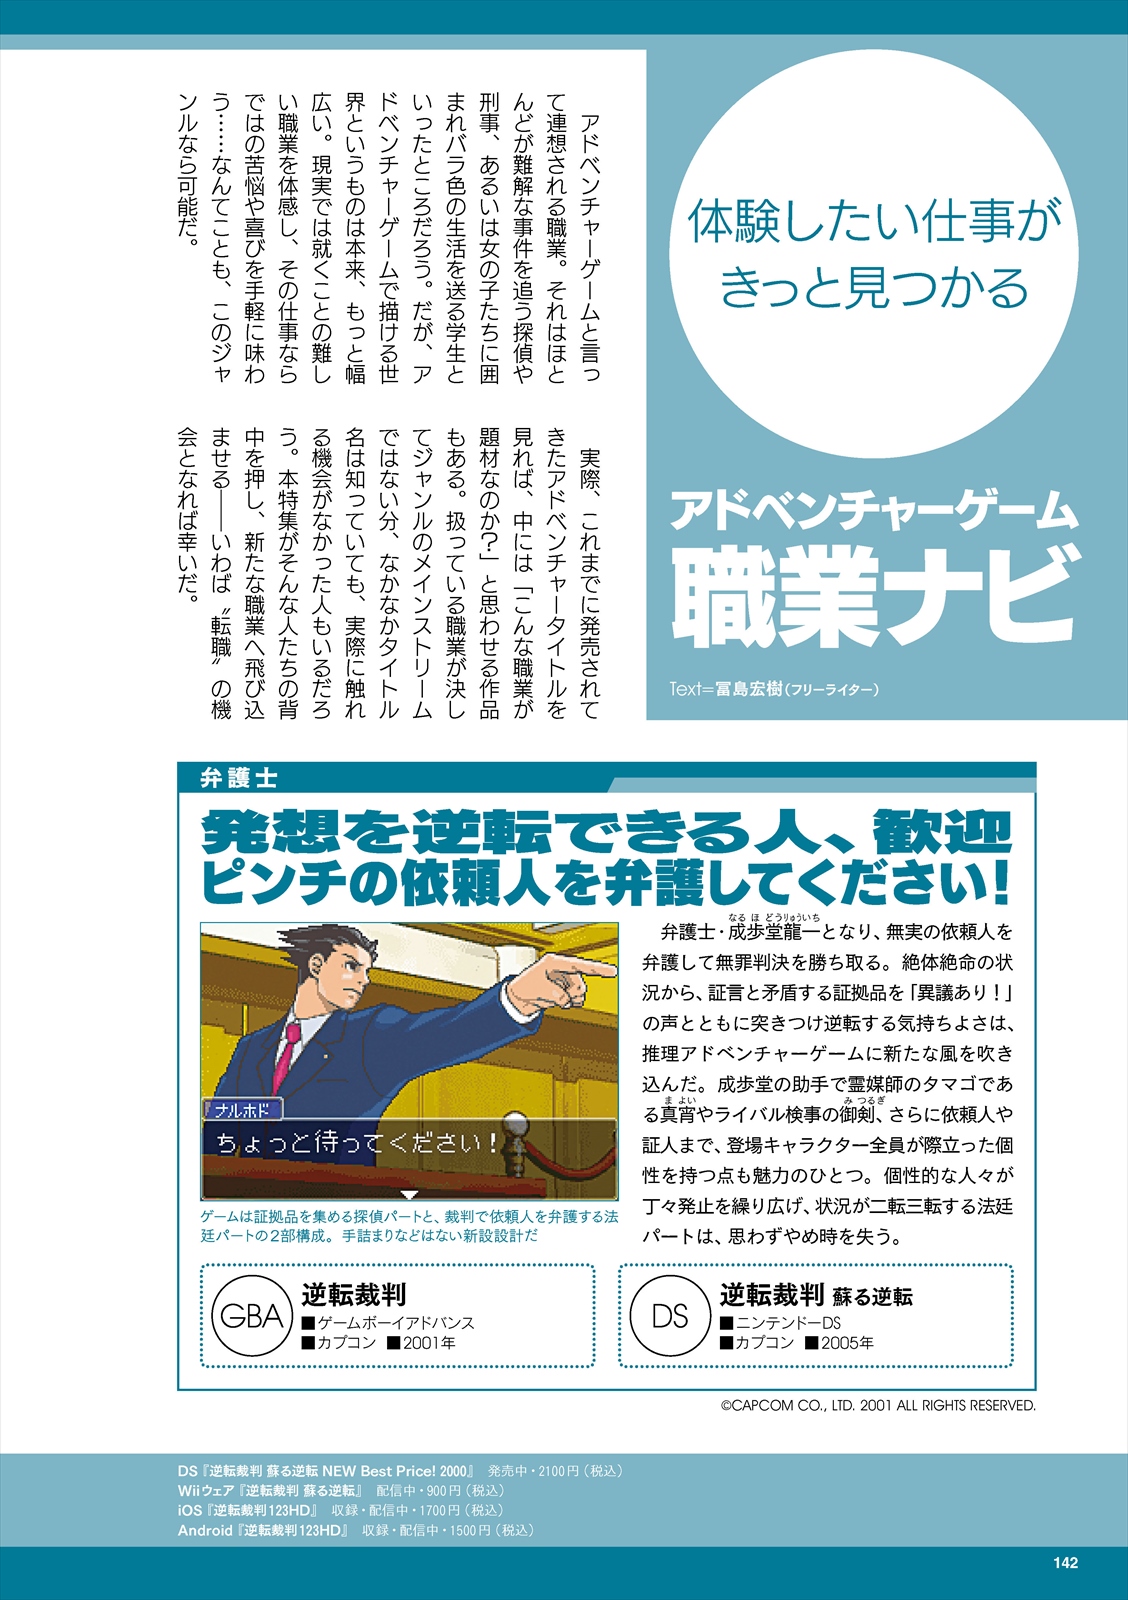 体験したい仕事が
きっと見つかる
アドベンチャーゲーム
職業ナビ
Text=冨島宏樹(フリーライター)
アドベンチャーゲームと言っ
て連想される職業。それはほと
んどが難解な事件を追う探偵や
刑事、あるいは女の子たちに囲
まれバラ色の生活を送る学生と
いったところだろう。だが、ア
ドベンチャーゲームで描ける世
界というものは本来、もっと幅
広い。現実では就くことの難し
い職業を体感し、その仕事なら
ではの苦悩や喜びを手軽に味わ
う……なんてことも、このジャ
ンルなら可能だ。
実際、これまでに発売されて
きたアドベンチャータイトルを
見れば、中には「こんな職業が
題材なのか?」と思わせる作品
もある。扱っている職業が決し
てジャンルのメインストリーム
ではない分、なかなかタイトル
名は知っていても、実際に触れ
る機会がなかった人もいるだろ
う。本特集がそんな人たちの背
中を押し、新たな職業へ飛び込
ませる——いわば〝転職〟の機
会となれば幸いだ。
弁護士
発想を逆転できる人、歓迎
ピンチの依頼人を弁護してください!
ナルホド
ちょっと待ってください!
ゲームは証拠品を集める探偵パートと、裁判で依頼人を弁護する法
廷パートの2部構成。手詰まりなどはない新設設計だ
なるほどうりゅういち
弁護士・成歩堂龍一となり、無実の依頼人を
弁護して無罪判決を勝ち取る。絶体絶命の状
況から、証言と矛盾する証拠品を「異議あり!」
の声とともに突きつけ逆転する気持ちよさは、
推理アドベンチャーゲームに新たな風を吹き
込んだ。成歩堂の助手で霊媒師のタマゴであ
まよい みつるぎ
る真宵やライバル検事の御剣、さらに依頼人や
証人まで、登場キャラクター全員が際立った個
性を持つ点も魅力のひとつ。個性的な人々が
丁々発止を繰り広げ、状況が二転三転する法廷
パートは、思わずやめ時を失う。
GBA
逆転裁判
■ゲームボーイアドバンス
■カプコン ■2001年
DS
逆転裁判 蘇る逆転
■ニンテンドーDS
■カプコン ■2005年
©CAPCOM CO., LTD. 2001 ALL RIGHTS RESERVED.
DS『逆転裁判 蘇る逆転 NEW Best Price! 2000』 発売中・2100円(税込)
Wiiウェア『逆転裁判 蘇る逆転』 配信中・900円(税込)
iOS『逆転裁判123HD』 収録・配信中・1700円(税込)
Android『逆転裁判123HD』 収録・配信中・1500円(税込)
142